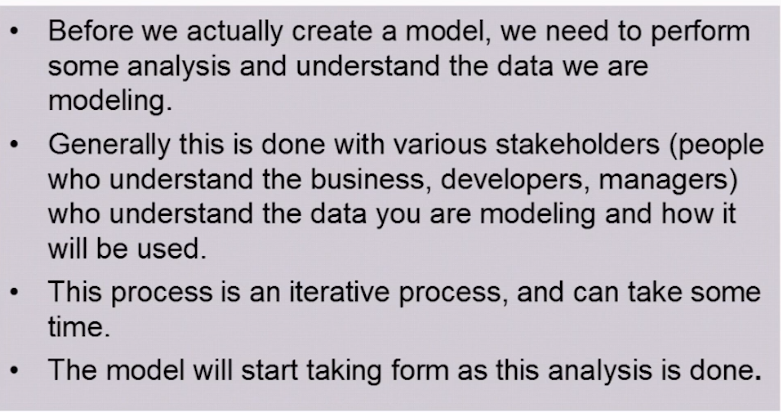 • Before we actually create a model, we need to perform
some analysis and understand the data we are
modeling.
• Generally this is done with various stakeholders (people
who understand the business, developers, managers)
who understand the data you are modeling and how it
will be used.
• This process is an iterative process, and can take some
time.
• The model will start taking form as this analysis is done.